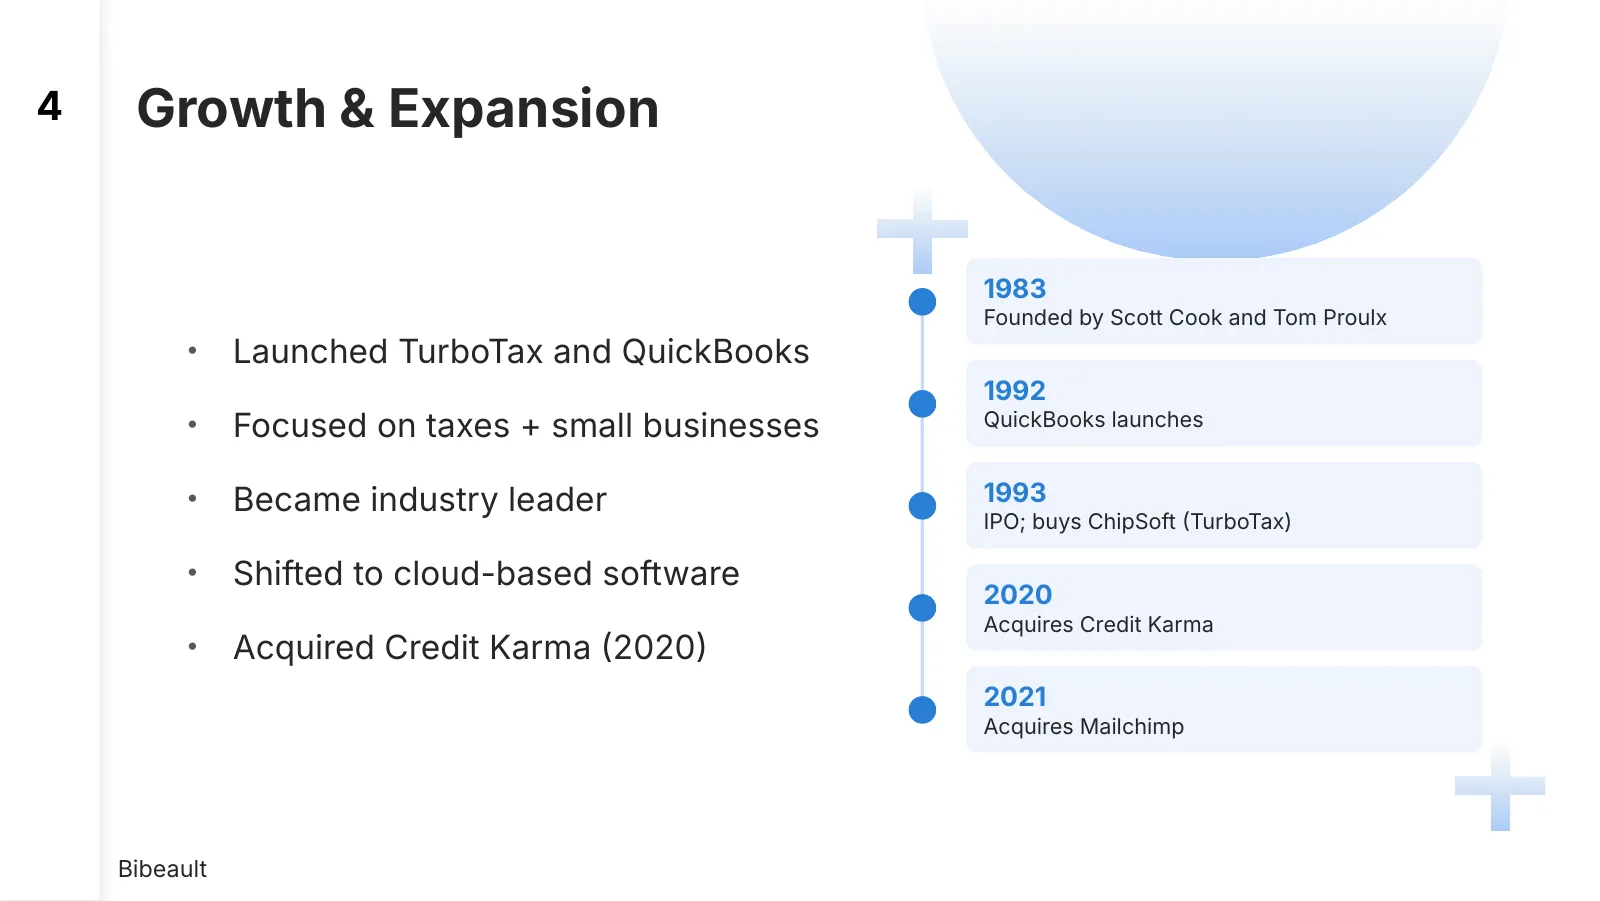 4
Growth & Expansion
• Launched TurboTax and QuickBooks
• Focused on taxes + small businesses
• Became industry leader
• Shifted to cloud-based software
• Acquired Credit Karma (2020)
1983
Founded by Scott Cook and Tom Proulx
1992
QuickBooks launches
1993
IPO; buys ChipSoft (TurboTax)
2020
Acquires Credit Karma
2021
Acquires Mailchimp
Bibeault